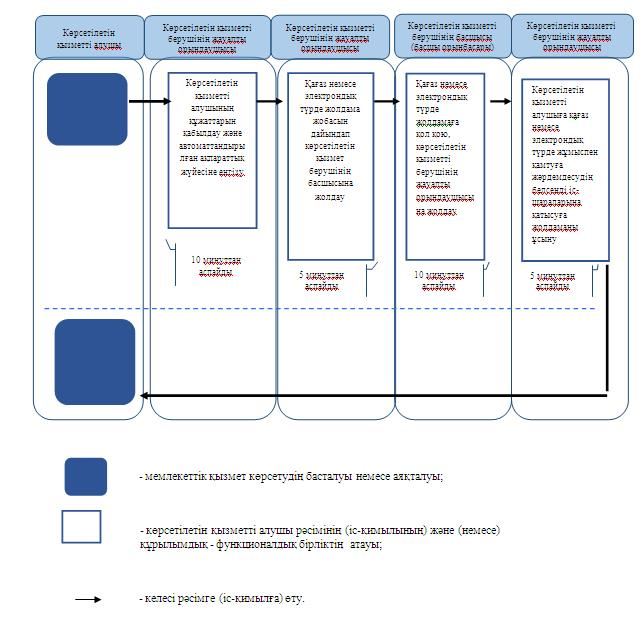 Көрсетілетін
қызметті алушы
Көрсетілетін қызметті
берушінің жауапты
орындаушысы
Көрсетілетін қызметті
берушінің жауапты
орындаушысы
Көрсетілетін қызметті
берушінің басшысы
(басшы орынбасары)
Көрсетілетін қызметті
берушінің жауапты
орындаушысы
Көрсетілетін
қызметті
алушының
құжаттарын
қабылдау және
автоматтандыры
лған ақпараттық
жүйесіне енгізу.
Қағаз немесе
электрондық
түрде жолдама
жобасын
дайындап
көрсетілетін
қызмет
берушінің
басшысына
жолдау
Қағаз немесе
электрондық
түрде
жолдамаға
қол қою,
көрсетілетін
қызметті
берушінің
жауапты
орындаушысы
на жолдау
Көрсетілетін
қызметті
алушыға қағаз
немесе
электрондық
түрде жұмыспен
қамтуға
жәрдемдесудің
белсенді іс-
шараларына
қатысуға
жолдаманы
ұсыну
10 минуттан
аспайды
5 минуттан
аспайды
10 минуттан
аспайды
5 минуттан
аспайды
- мемлекеттік қызмет көрсетудің басталуы немесе аяқталуы;
- көрсетілетін қызметті алушы рәсімінің (іс-қимылының) және (немесе)
құрылымдық - функционалдық бірліктің атауы;
- келесі рәсімге (іс-қимылға) өту.